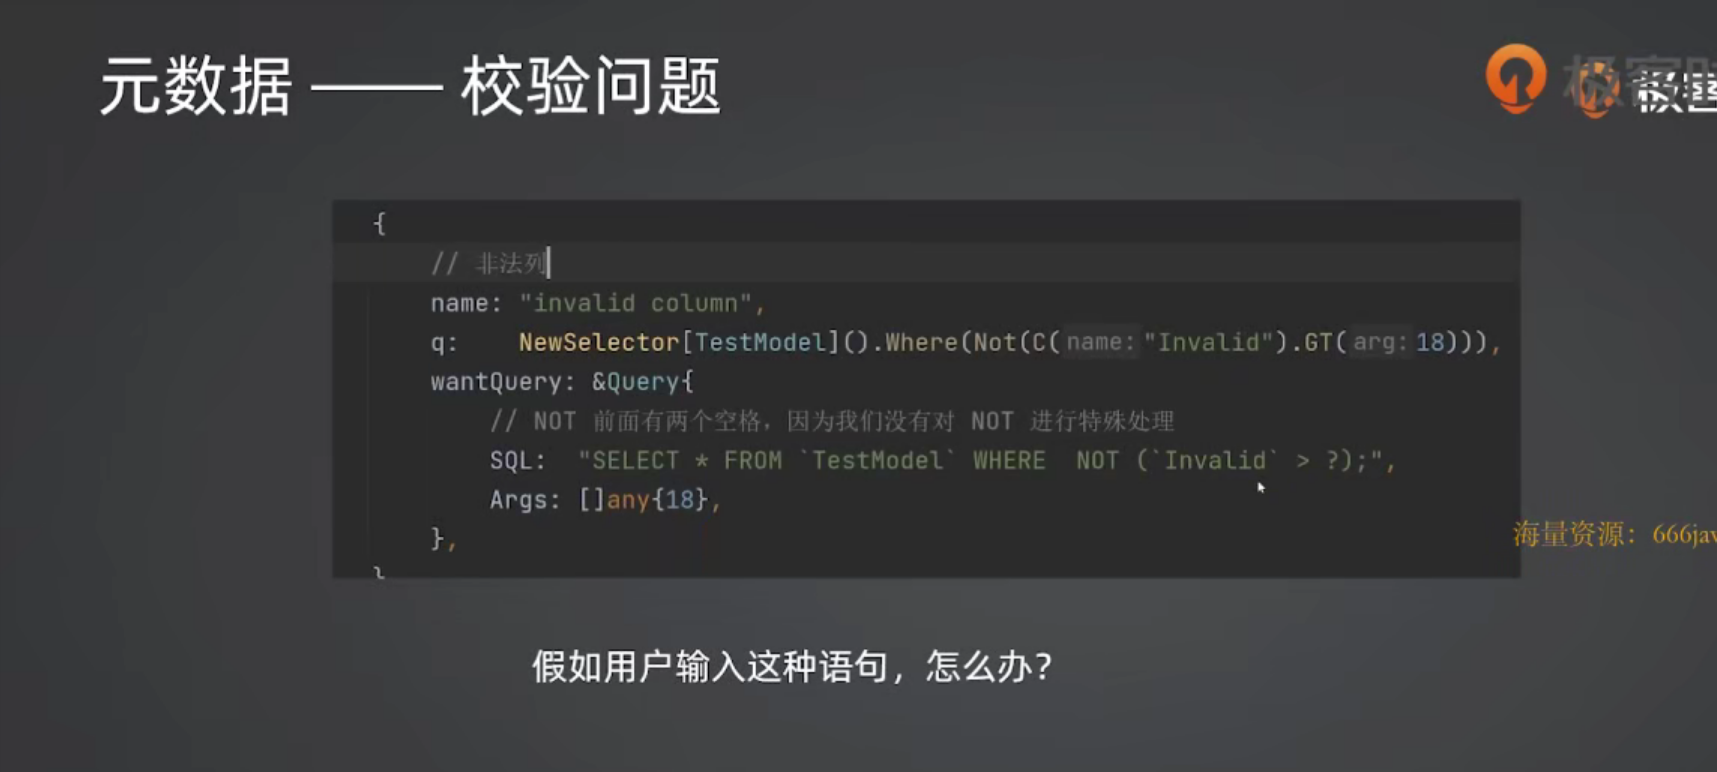 元数据 —— 校验问题
极客
极客
{
// 非法列
name: "invalid column",
q: NewSelector[TestModel]().Where(Not(C( name: "Invalid").GT( arg: 18))),
wantQuery: &Query{
// NOT 前面有两个空格，因为我们没有对 NOT 进行特殊处理
SQL: "SELECT * FROM `TestModel` WHERE  NOT (`Invalid` > ?);",
Args: []any{18},
},
}
海量资源：666jav
假如用户输入这种语句，怎么办？